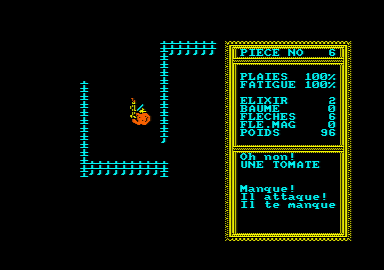 PIECE NO 6
PLAIES 100%
FATIGUE 100%
ELIXIR 2
BAUME 0
FLECHES 6
FLE.MAG 0
POIDS 96
Oh non!
UNE TOMATE
Manque!
Il attaque!
Il te manque